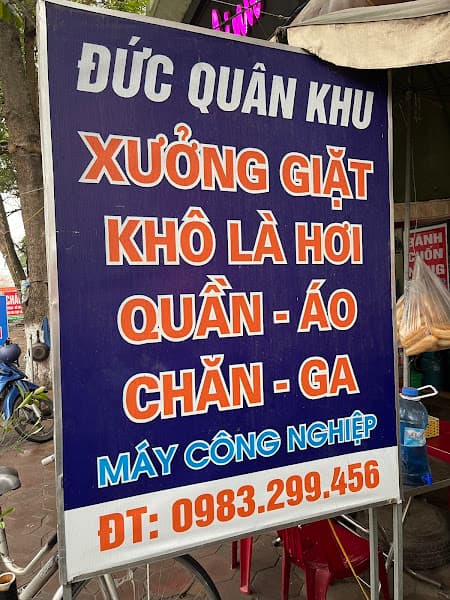 ĐỨC QUÂN KHU
XƯỞNG GIẶT
KHÔ LÀ HƠI
QUẦN - ÁO
CHĂN - GA
MÁY CÔNG NGHIỆP
ĐT: 0983.299.456